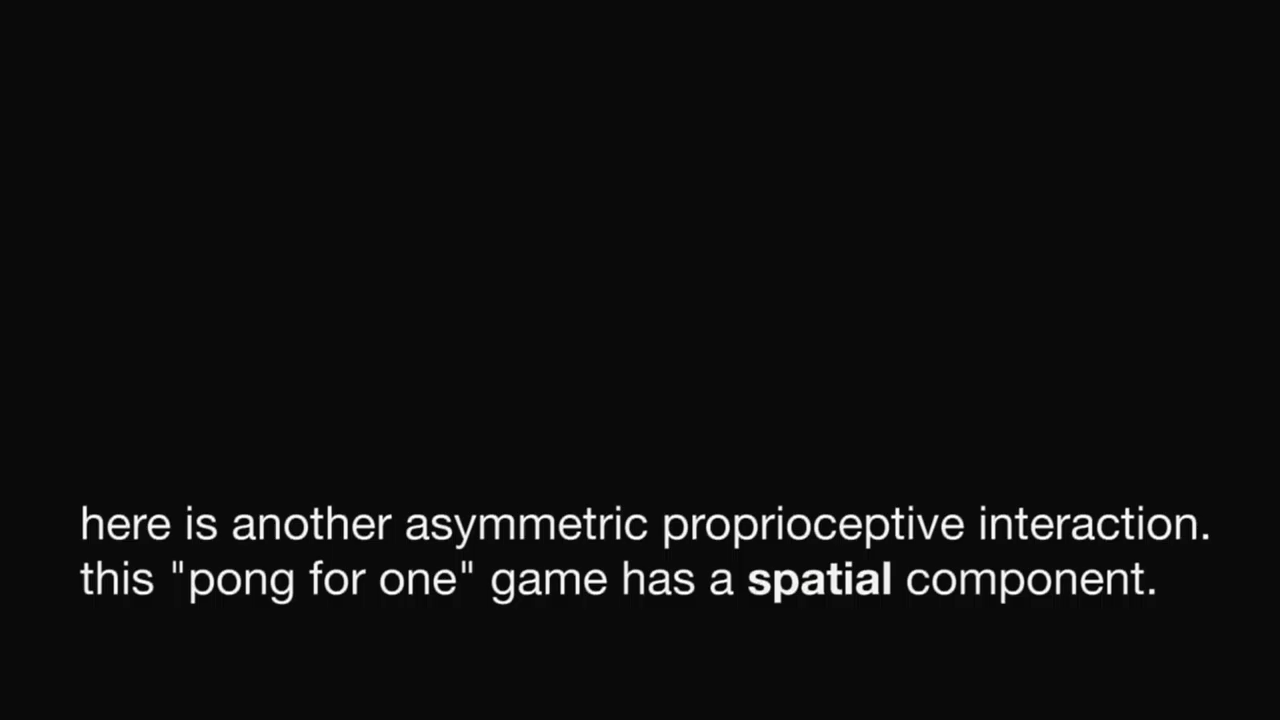 here is another asymmetric proprioceptive interaction.
this "pong for one" game has a spatial component.